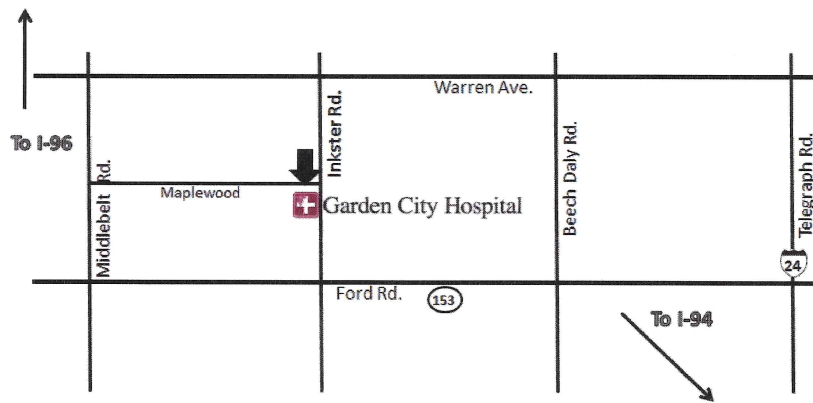 Warren Ave.
To I-96
Inkster Rd.
Beech Daly Rd.
Telegraph Rd.
Middlebelt Rd.
Maplewood
Garden City Hospital
24
Ford Rd.
153
To I-94